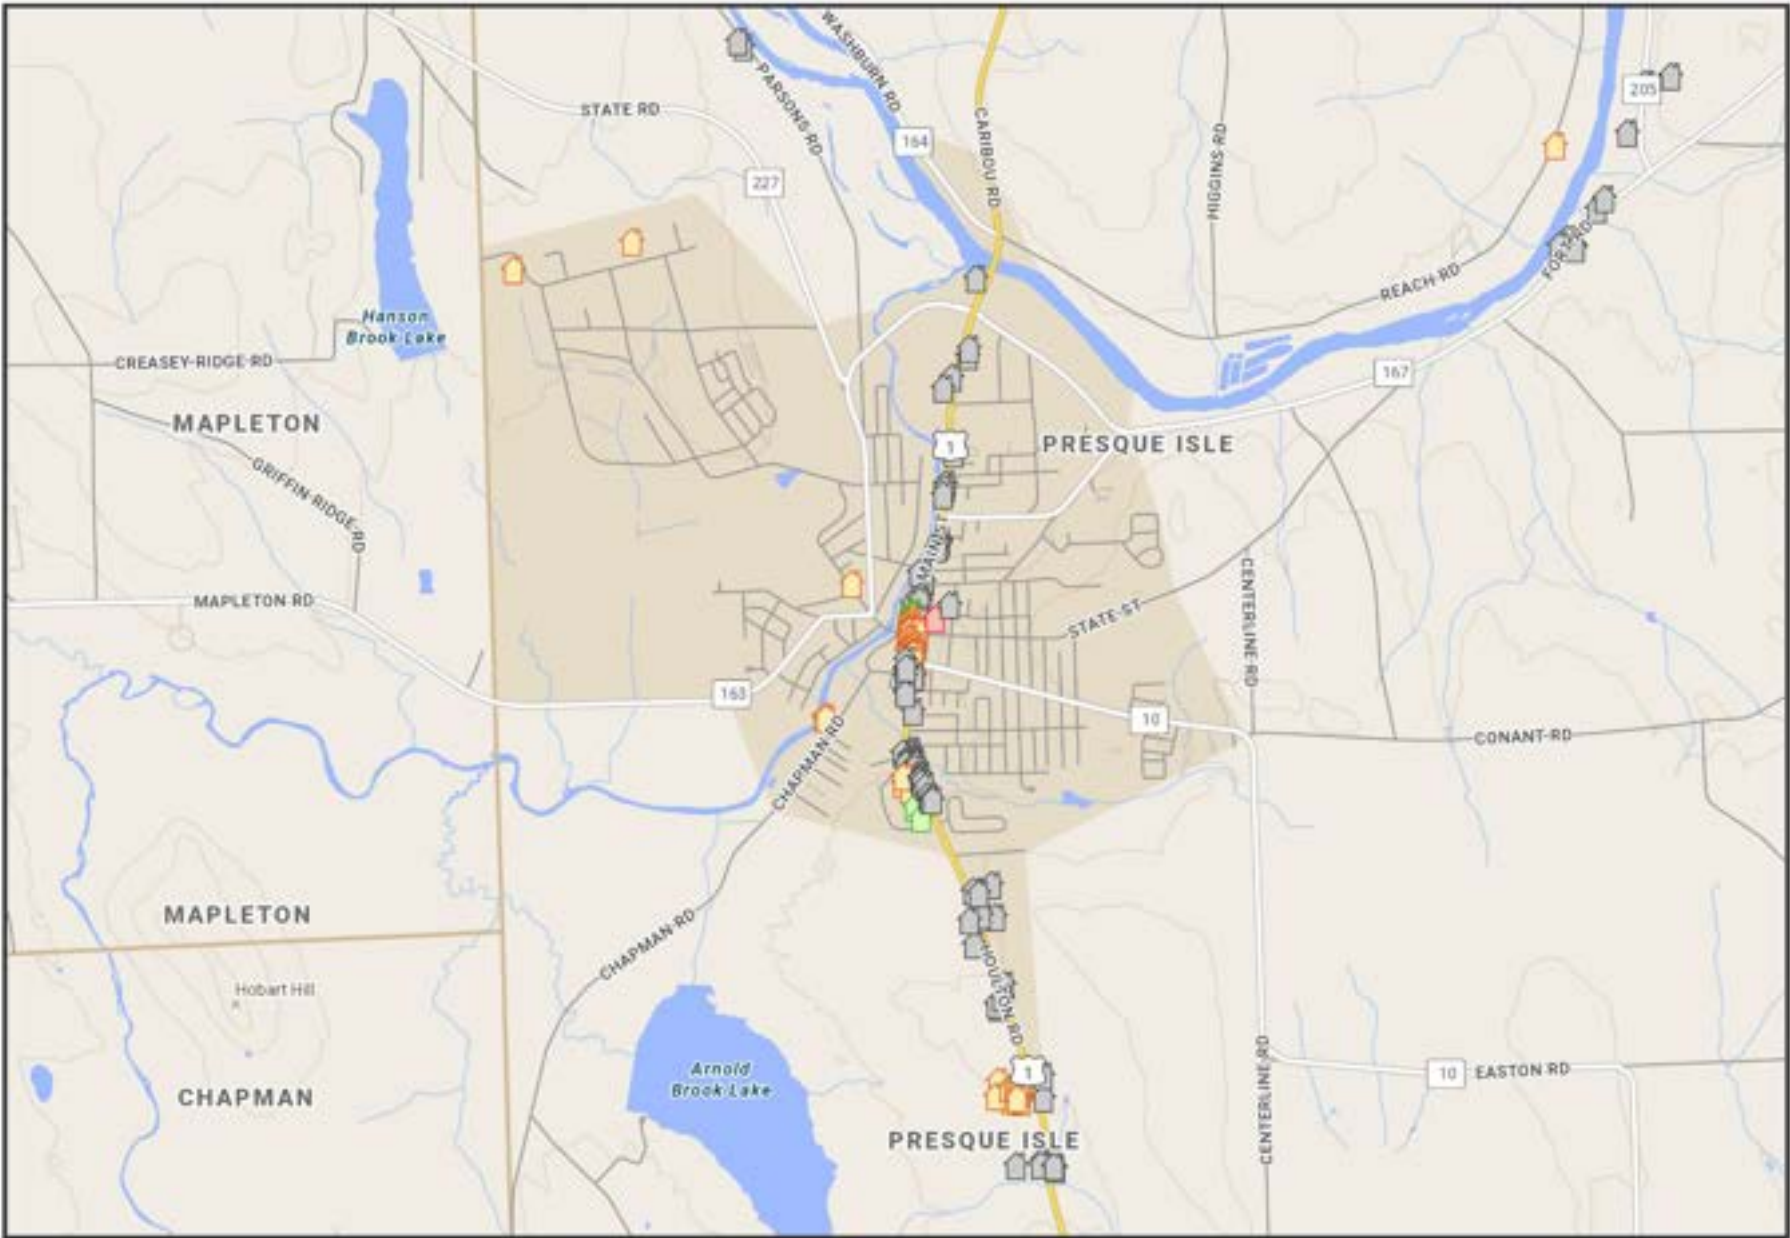 WASHBURN RD
PARSONS RD
STATE RD
205
CARIBOU RD
164
HIGGINS RD
227
FORT RD
REACH RD
Hanson
Brook Lake
CREASEY RIDGE RD
167
MAPLETON
PRESQUE ISLE
1
GRIFFIN RIDGE RD
MAIN ST
CENTERLINE RD
MAPLETON RD
STATE ST
163
10
CONANT RD
CHAPMAN RD
MAPLETON
CHAPMAN RD
HOULTON RD
Hobart Hill
Arnold
Brook Lake
1
CENTERLINE RD
10
EASTON RD
CHAPMAN
PRESQUE ISLE